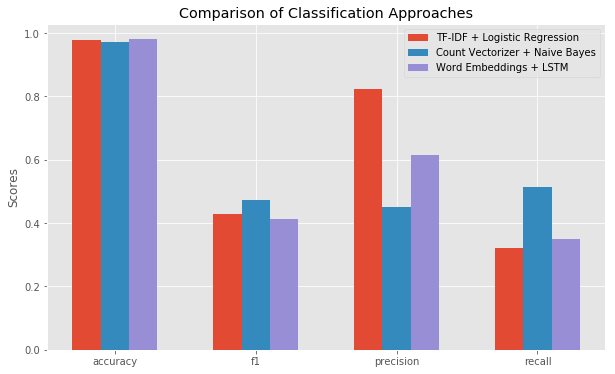 Comparison of Classification Approaches
TF-IDF + Logistic Regression
Count Vectorizer + Naive Bayes
Word Embeddings + LSTM
Scores
1.0
0.8
0.6
0.4
0.2
0.0
accuracy
f1
precision
recall